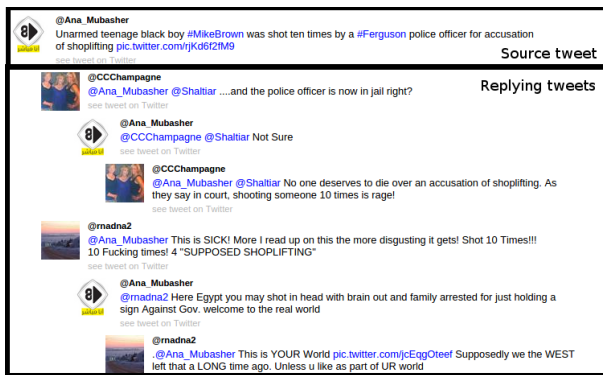 @Ana_Mubasher
Unarmed teenage black boy #MikeBrown was shot ten times by a #Ferguson police officer for accusation
of shoplifting pic.twitter.com/rjKd6f2fM9
see tweet on Twitter
Source tweet
Replying tweets
@CCChampagne
@Ana_Mubasher @Shaltiar ....and the police officer is now in jail right?
see tweet on Twitter
@Ana_Mubasher
@CCChampagne @Shaltiar Not Sure
see tweet on Twitter
@CCChampagne
@Ana_Mubasher @Shaltiar No one deserves to die over an accusation of shoplifting. As
they say in court, shooting someone 10 times is rage!
see tweet on Twitter
@rnadna2
@Ana_Mubasher This is SICK! More I read up on this the more disgusting it gets! Shot 10 Times!!!
10 Fucking times! 4 "SUPPOSED SHOPLIFTING"
see tweet on Twitter
@Ana_Mubasher
@rnadna2 Here Egypt you may shot in head with brain out and family arrested for just holding a
sign Against Gov. welcome to the real world
see tweet on Twitter
@rnadna2
.@Ana_Mubasher This is YOUR World pic.twitter.com/jcEqgOteef Supposedly we the WEST
left that a LONG time ago. Unless u like as part of UR world